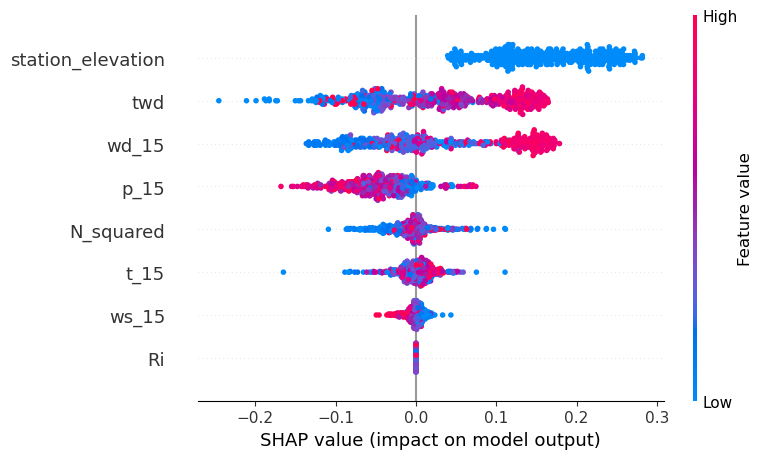 High
station_elevation
twd
wd_15
p_15
N_squared
t_15
ws_15
Ri
Feature value
Low
−0.2 −0.1 0.0 0.1 0.2 0.3
SHAP value (impact on model output)